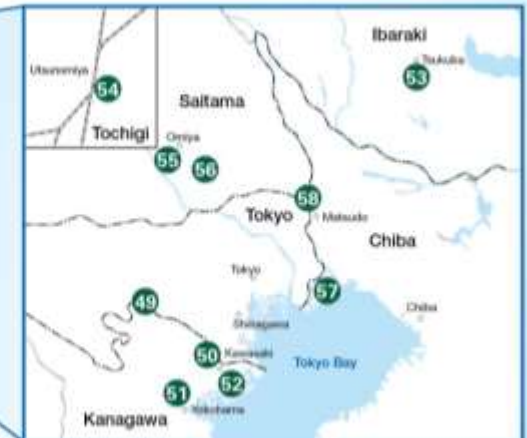 Ibaraki
Tsukuba
53
Utsunomiya
54
Tochigi
Saitama
Omiya
55
56
58
Tokyo
Matsudo
Chiba
Tokyo
57
49
Chiba
Shinagawa
50
Kawasaki
Tokyo Bay
52
51
Yokohama
Kanagawa